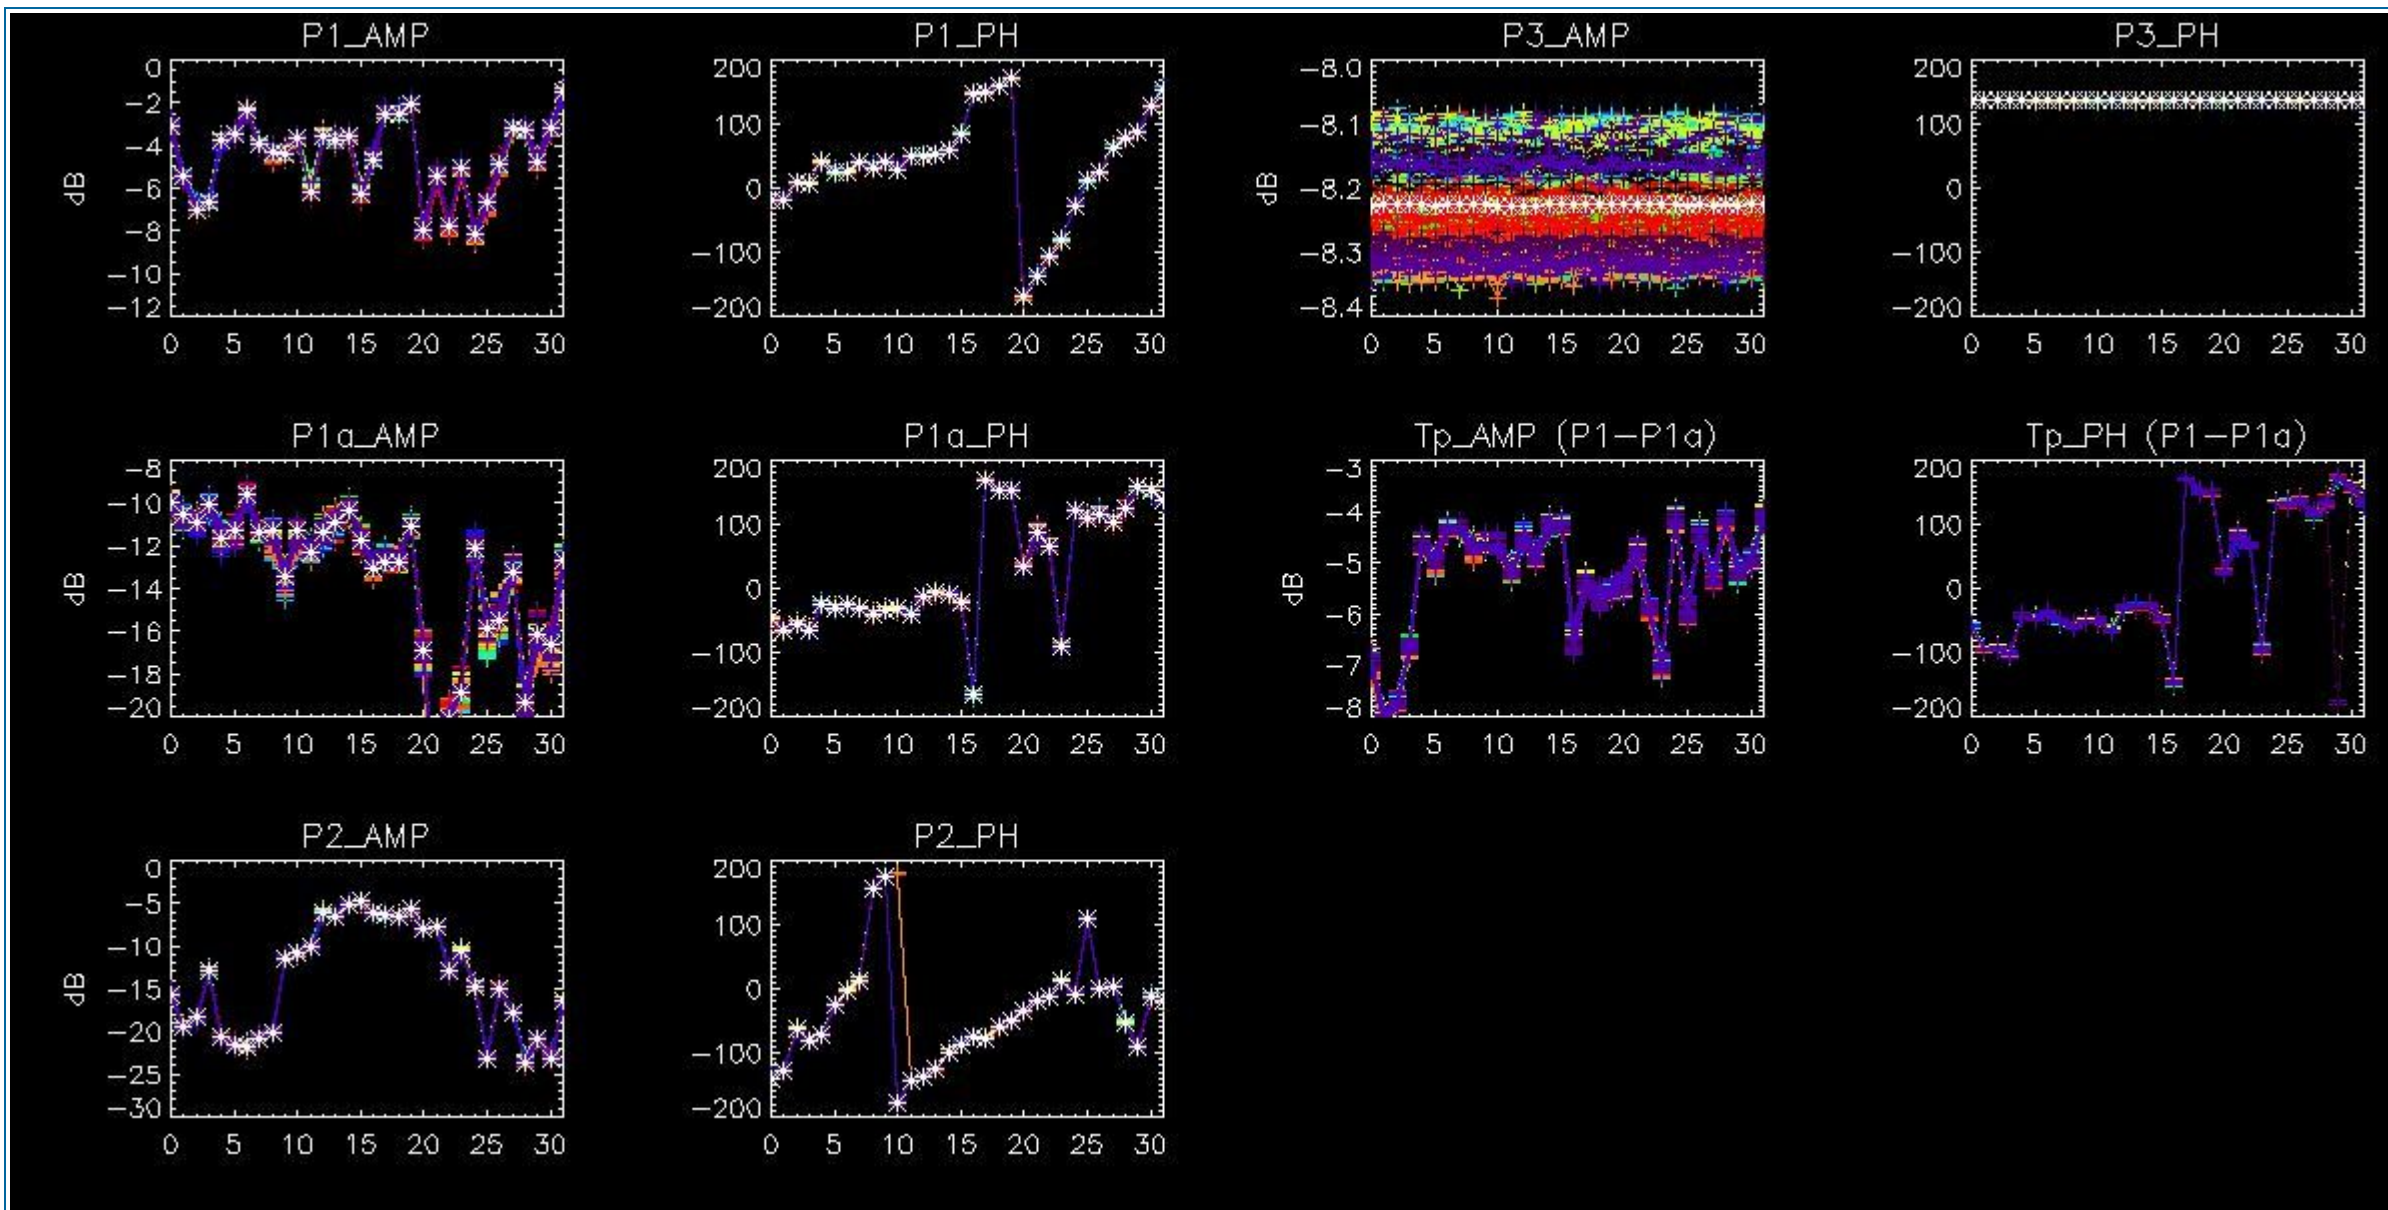 P1_AMP
0
−2
−4
−6
−8
−10
−12
dB
0 5 10 15 20 25 30
P1_PH
200
100
0
−100
−200
0 5 10 15 20 25 30
P3_AMP
−8.0
−8.1
−8.2
−8.3
−8.4
dB
0 5 10 15 20 25 30
P3_PH
200
100
0
−100
−200
0 5 10 15 20 25 30
P1a_AMP
−8
−10
−12
−14
−16
−18
−20
dB
0 5 10 15 20 25 30
P1a_PH
200
100
0
−100
−200
0 5 10 15 20 25 30
Tp_AMP (P1−P1a)
−3
−4
−5
−6
−7
−8
dB
0 5 10 15 20 25 30
Tp_PH (P1−P1a)
200
100
0
−100
−200
0 5 10 15 20 25 30
P2_AMP
0
−5
−10
−15
−20
−25
−30
dB
0 5 10 15 20 25 30
P2_PH
200
100
0
−100
−200
0 5 10 15 20 25 30